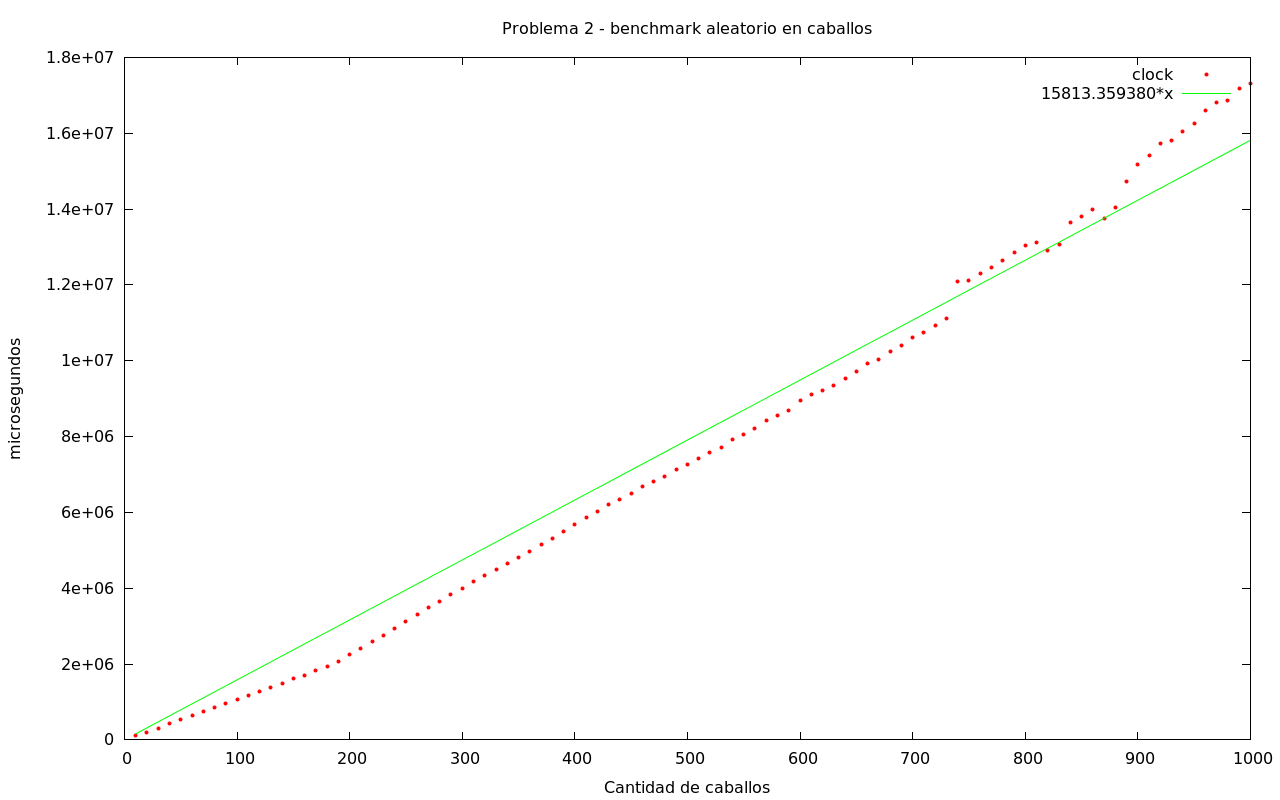 Problema 2 - benchmark aleatorio en caballos
1.8e+07
1.6e+07
1.4e+07
1.2e+07
1e+07
8e+06
6e+06
4e+06
2e+06
0
microsegundos
clock
15813.359380*x
0 100 200 300 400 500 600 700 800 900 1000
Cantidad de caballos